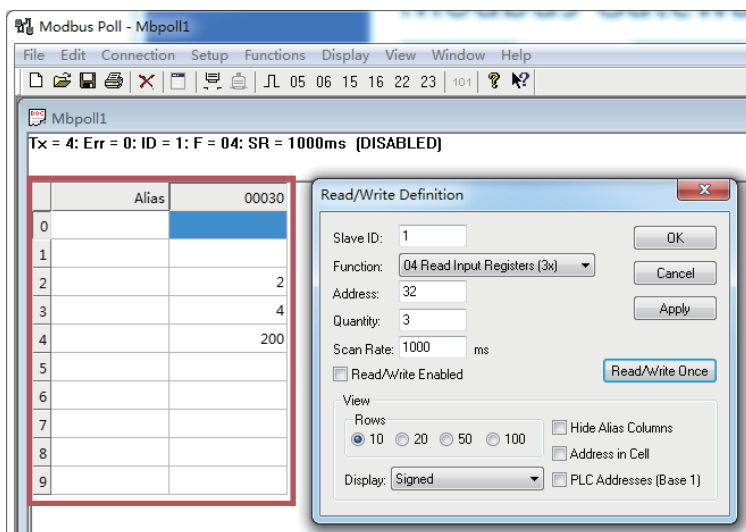 Modbus Poll - Mbpoll1
File Edit Connection Setup Functions Display View Window Help
05 06 15 16 22 23 101
Mbpoll1
Tx = 4: Err = 0: ID = 1: F = 04: SR = 1000ms (DISABLED)
Alias 00030
0
1
2 2
3 4
4 200
5
6
7
8
9
Read/Write Definition
Slave ID: 1
OK
Function: 04 Read Input Registers (3x)
Cancel
Address: 32
Apply
Quantity: 3
Scan Rate: 1000 ms
Read/Write Enabled
Read/Write Once
View
Rows
10 20 50 100
Hide Alias Columns
Address in Cell
Display: Signed
PLC Addresses (Base 1)